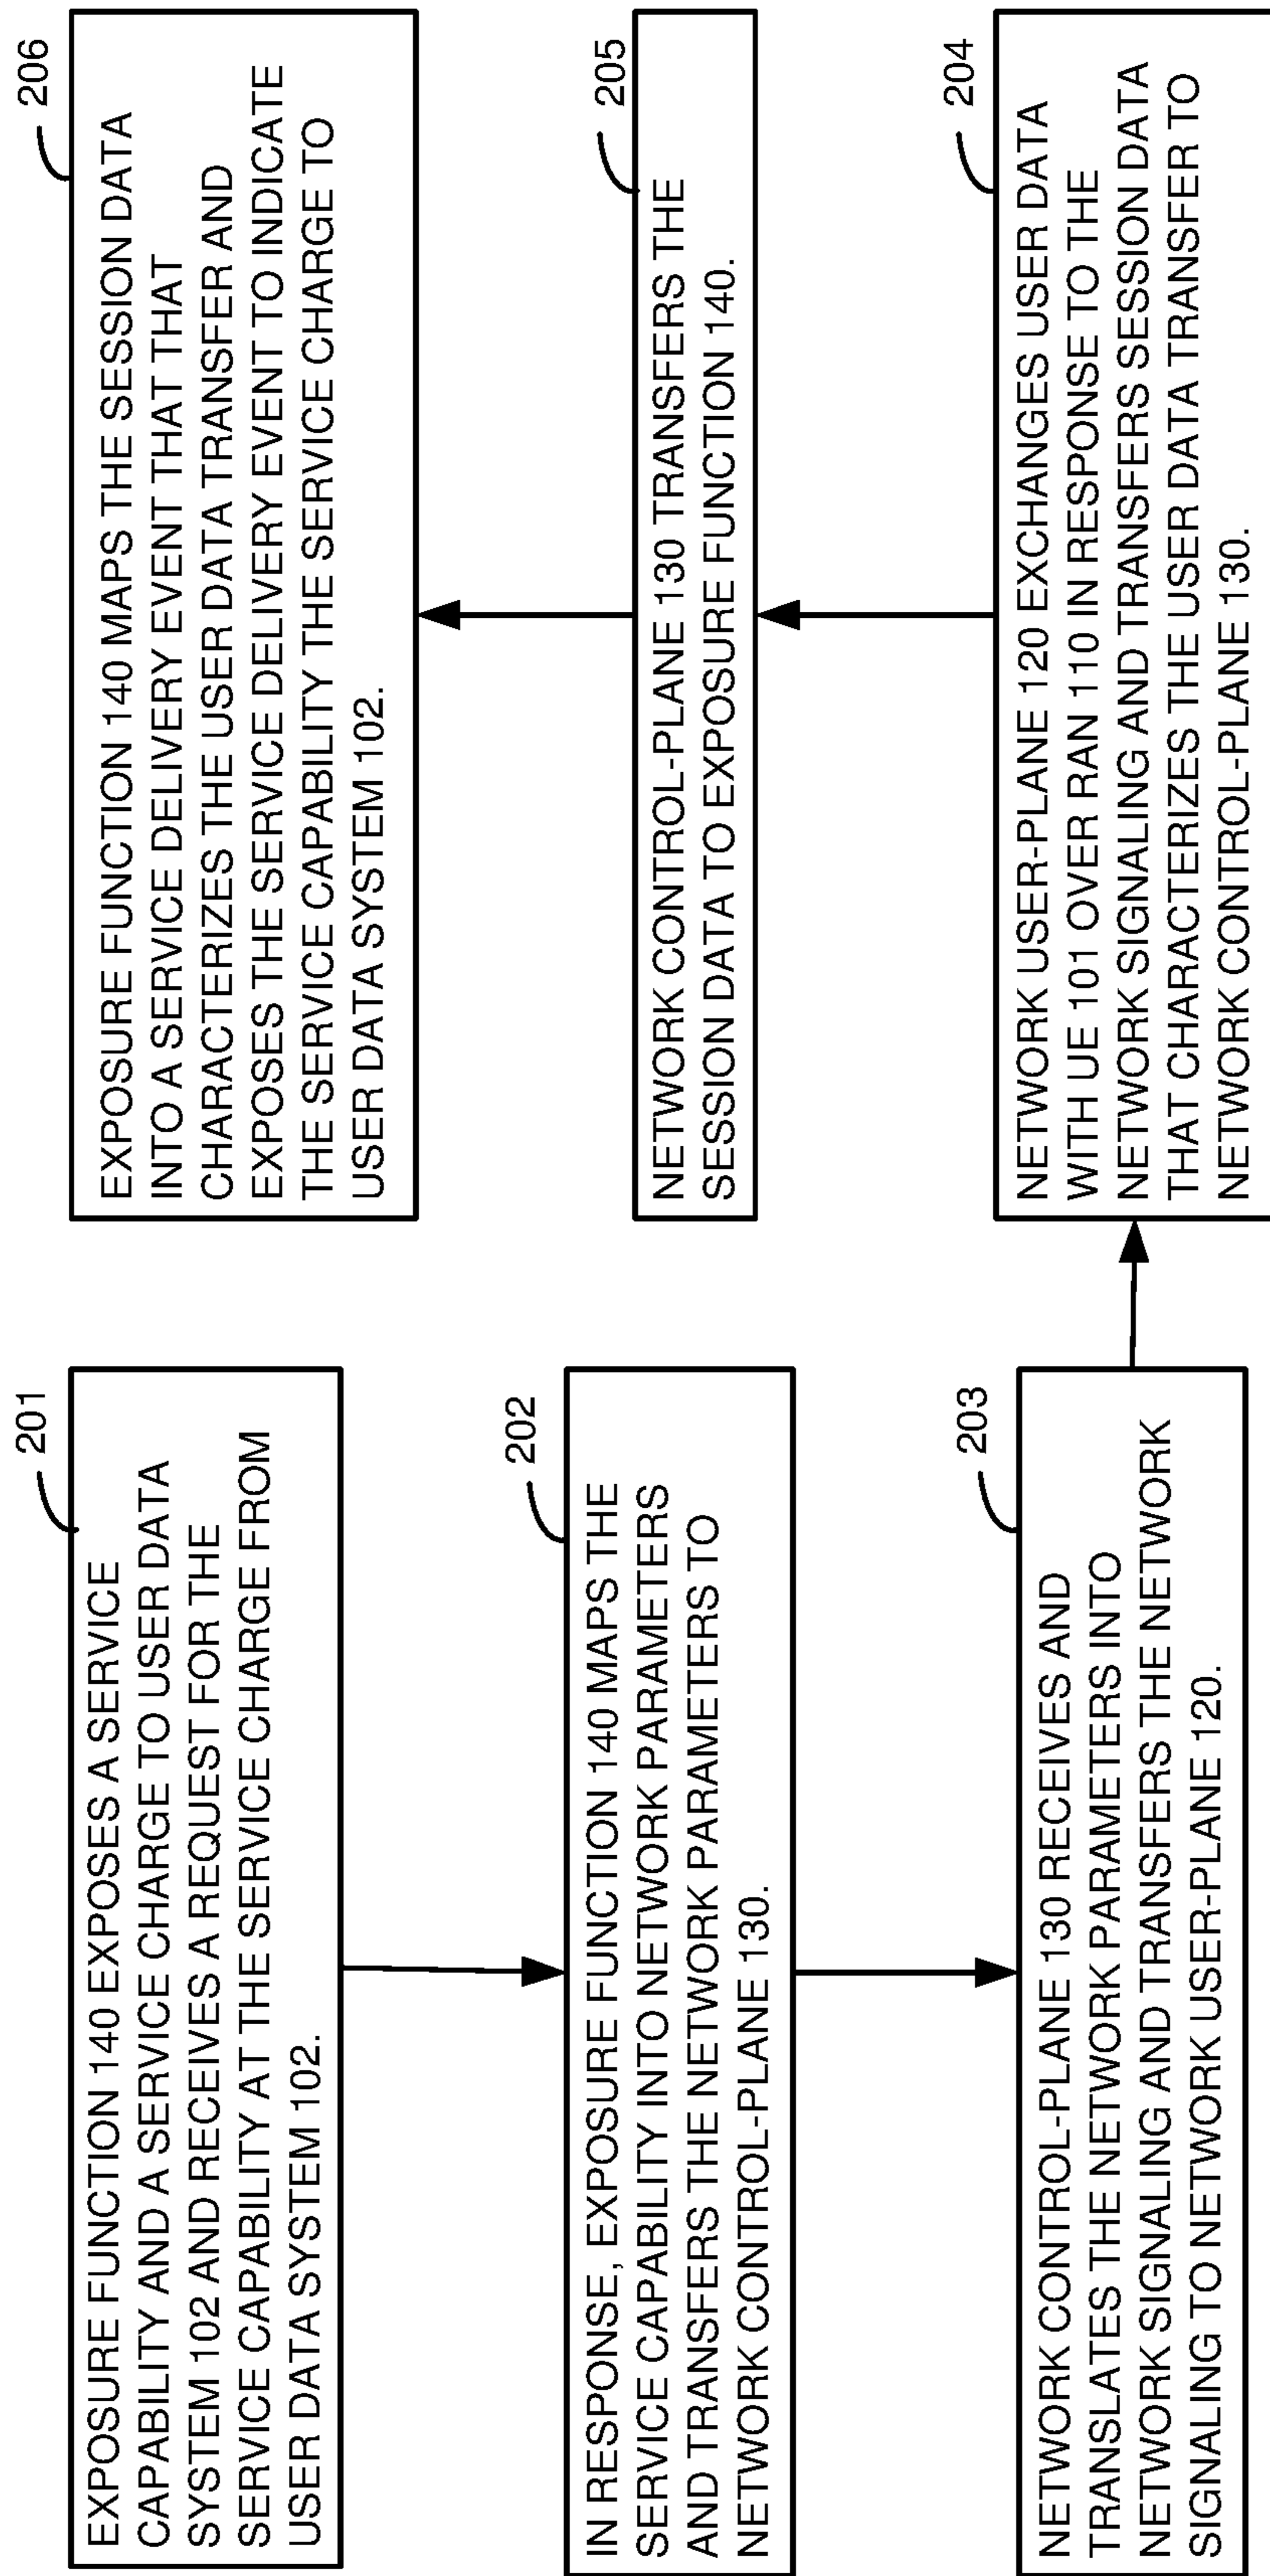 201
EXPOSURE FUNCTION 140 EXPOSES A SERVICE
CAPABILITY AND A SERVICE CHARGE TO USER DATA
SYSTEM 102 AND RECEIVES A REQUEST FOR THE
SERVICE CAPABILITY AT THE SERVICE CHARGE FROM
USER DATA SYSTEM 102.
202
IN RESPONSE, EXPOSURE FUNCTION 140 MAPS THE
SERVICE CAPABILITY INTO NETWORK PARAMETERS
AND TRANSFERS THE NETWORK PARAMETERS TO
NETWORK CONTROL-PLANE 130.
203
NETWORK CONTROL-PLANE 130 RECEIVES AND
TRANSLATES THE NETWORK PARAMETERS INTO
NETWORK SIGNALING AND TRANSFERS THE NETWORK
SIGNALING TO NETWORK USER-PLANE 120.
204
NETWORK USER-PLANE 120 EXCHANGES USER DATA
WITH UE 101 OVER RAN 110 IN RESPONSE TO THE
NETWORK SIGNALING AND TRANSFERS SESSION DATA
THAT CHARACTERIZES THE USER DATA TRANSFER TO
NETWORK CONTROL-PLANE 130.
205
NETWORK CONTROL-PLANE 130 TRANSFERS THE
SESSION DATA TO EXPOSURE FUNCTION 140.
206
EXPOSURE FUNCTION 140 MAPS THE SESSION DATA
INTO A SERVICE DELIVERY EVENT THAT THAT
CHARACTERIZES THE USER DATA TRANSFER AND
EXPOSES THE SERVICE DELIVERY EVENT TO INDICATE
THE SERVICE CAPABILITY THE SERVICE CHARGE TO
USER DATA SYSTEM 102.